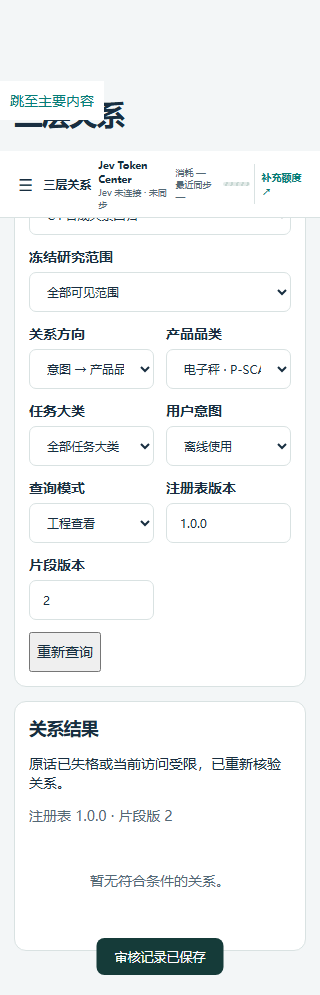 跳至主要内容
三层关系
☰ 三层关系
Jev Token Center
Jev 未连接 · 未同步
消耗 —
最近同步 —
补充额度 ↗
冻结研究范围
全部可见范围
关系方向
产品品类
意图 → 产品品
电子秤 · P-SCA
任务大类
用户意图
全部任务大类
离线使用
查询模式
注册表版本
工程查看
1.0.0
片段版本
2
重新查询
关系结果
原话已失格或当前访问受限，已重新核验
关系。
注册表 1.0.0 · 片段版 2
暂无符合条件的关系。
审核记录已保存